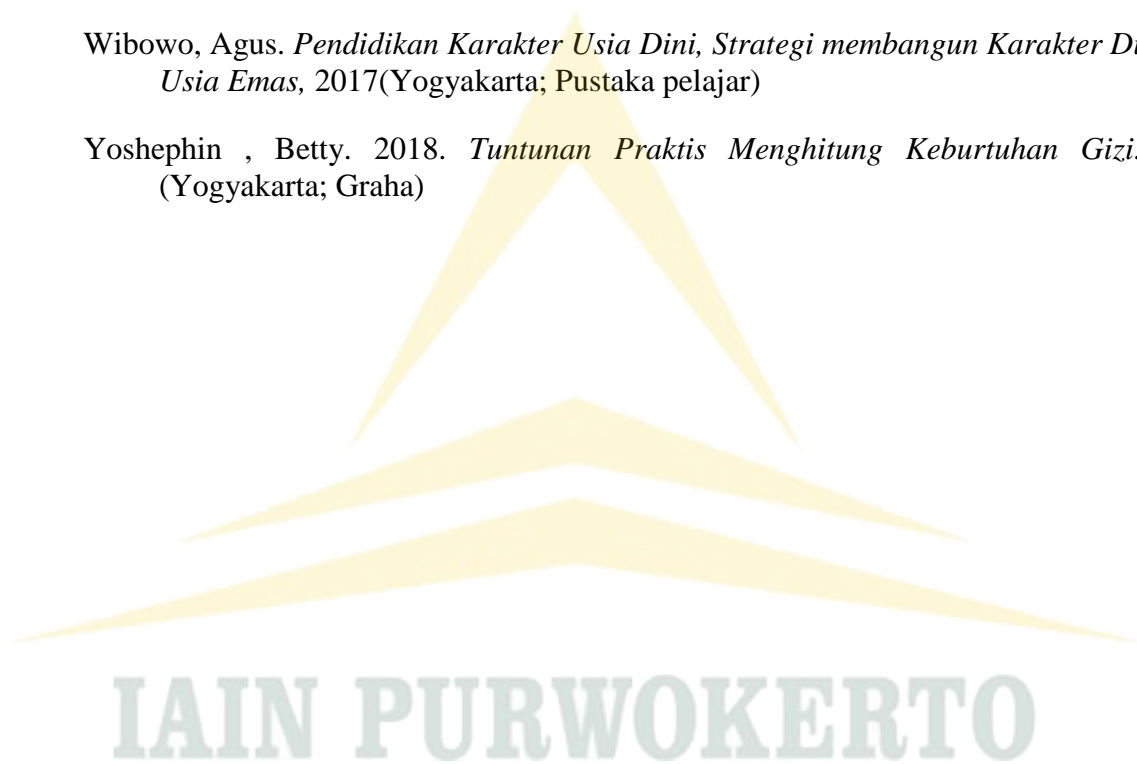 Wibowo, Agus. Pendidikan Karakter Usia Dini, Strategi membangun Karakter Di
Usia Emas, 2017(Yogyakarta; Pustaka pelajar)
Yoshephin , Betty. 2018. Tuntunan Praktis Menghitung Keburtuhan Gizi.
(Yogyakarta; Graha)
IAIN PURWOKERTO